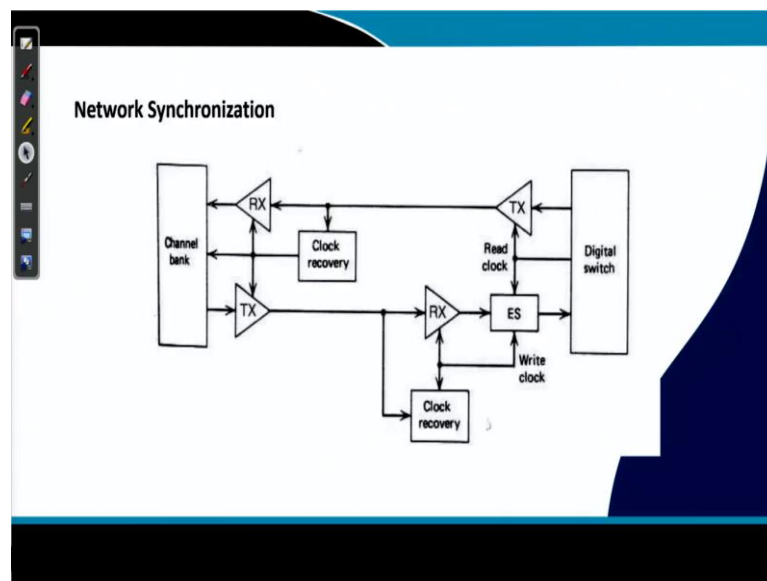 Network Synchronization
RX
TX
Channel
bank
Clock
recovery
Read
clock
Digital
switch
TX
RX
ES
Write
clock
Clock
recovery